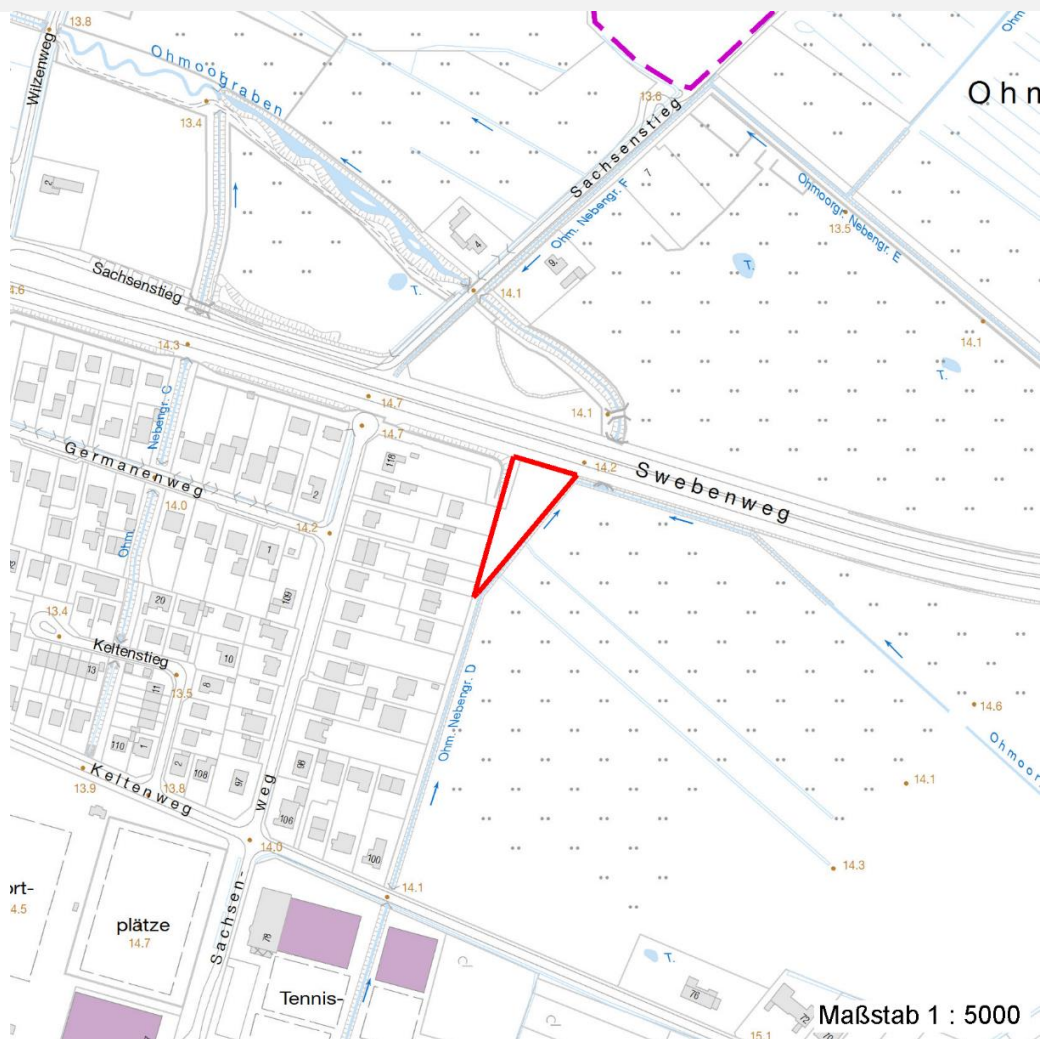 13.8
Ohmoorgraben
Ohm
Wilzenweg
13.6
Ohm
13.4
Sachsenstieg
7
Ohmoorgr. Nebengr. E
13.5
2
Ohm. Nebengr. F
4
9
T.
Sachsenstieg
T.
14.1
4.6
14.1
14.3
T.
14.7
14.1
14.7
Nebengr. C
Germanenweg
118
14.2
Swebenweg
2
14.0
14.2
Ohm.
1
109
20
13.4
Keltenstieg
10
13
13.5
8
11
Ohm. Nebengr. D
14.6
110
1
2
108
97
98
Ohmoor
14.1
Keltenweg
13.9
13.8
weg
106
14.0
100
14.3
14.1
ort-
4.5
plätze
14.7
Sachsen-
78
T.
76
Tennis-
72
70
15.1
Maßstab 1 : 5000